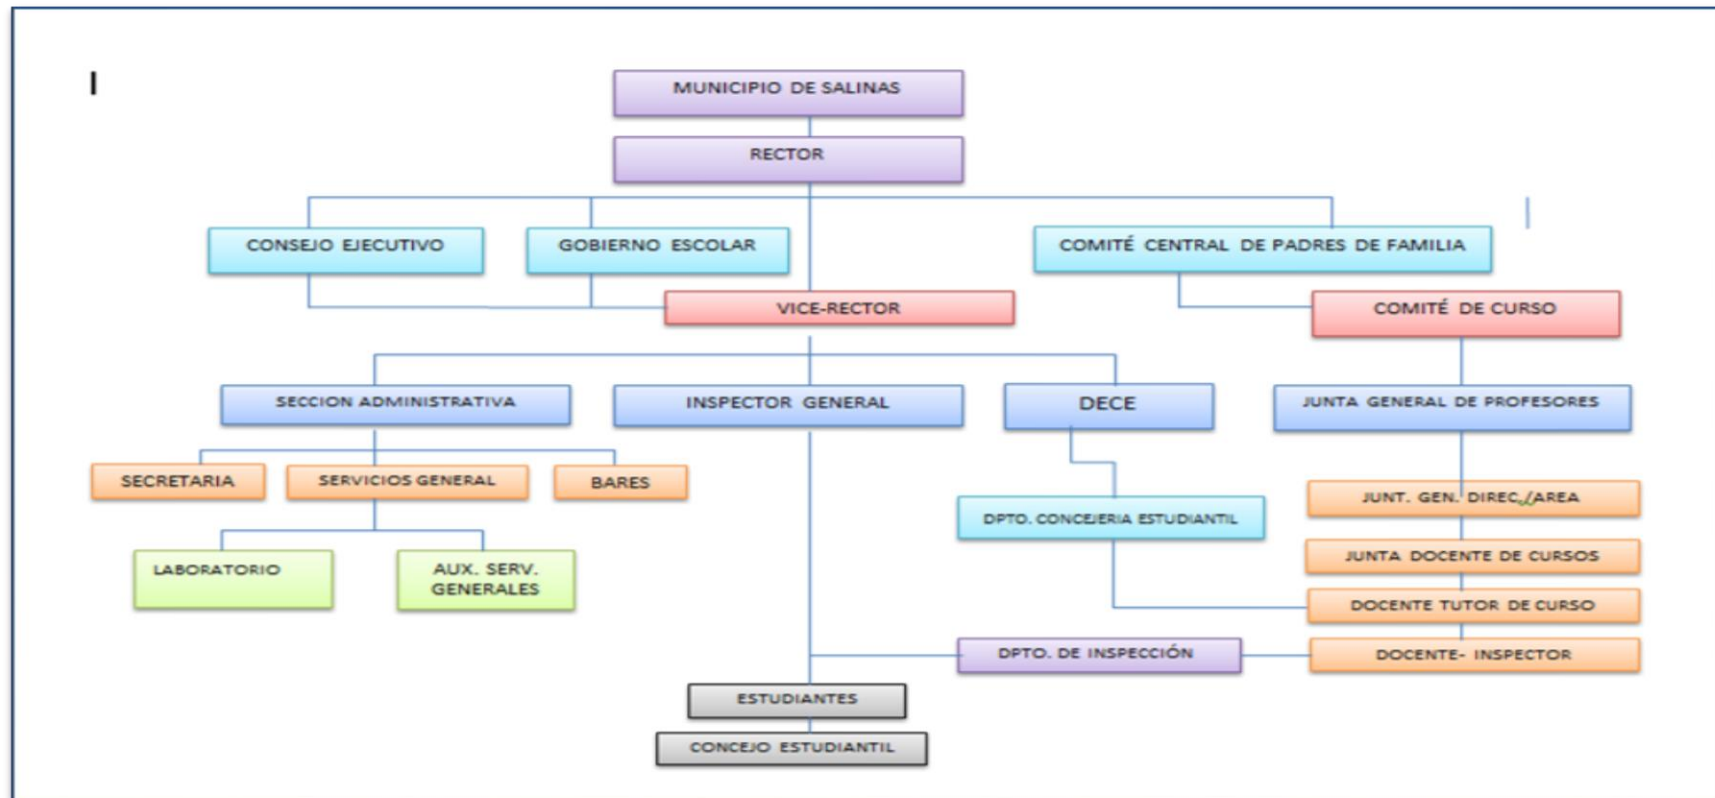 MUNICIPIO DE SALINAS
RECTOR
CONSEJO EJECUTIVO
GOBIERNO ESCOLAR
COMITÉ CENTRAL DE PADRES DE FAMILIA
VICE-RECTOR
COMITÉ DE CURSO
SECCION ADMINISTRATIVA
INSPECTOR GENERAL
DECE
JUNTA GENERAL DE PROFESORES
SECRETARIA
SERVICIOS GENERAL
BARES
JUNT. GEN. DIREC./AREA
DPTO. CONCEJERIA ESTUDIANTIL
LABORATORIO
AUX. SERV.
GENERALES
JUNTA DOCENTE DE CURSOS
DOCENTE TUTOR DE CURSO
DPTO. DE INSPECCIÓN
DOCENTE- INSPECTOR
ESTUDIANTES
CONCEJO ESTUDIANTIL